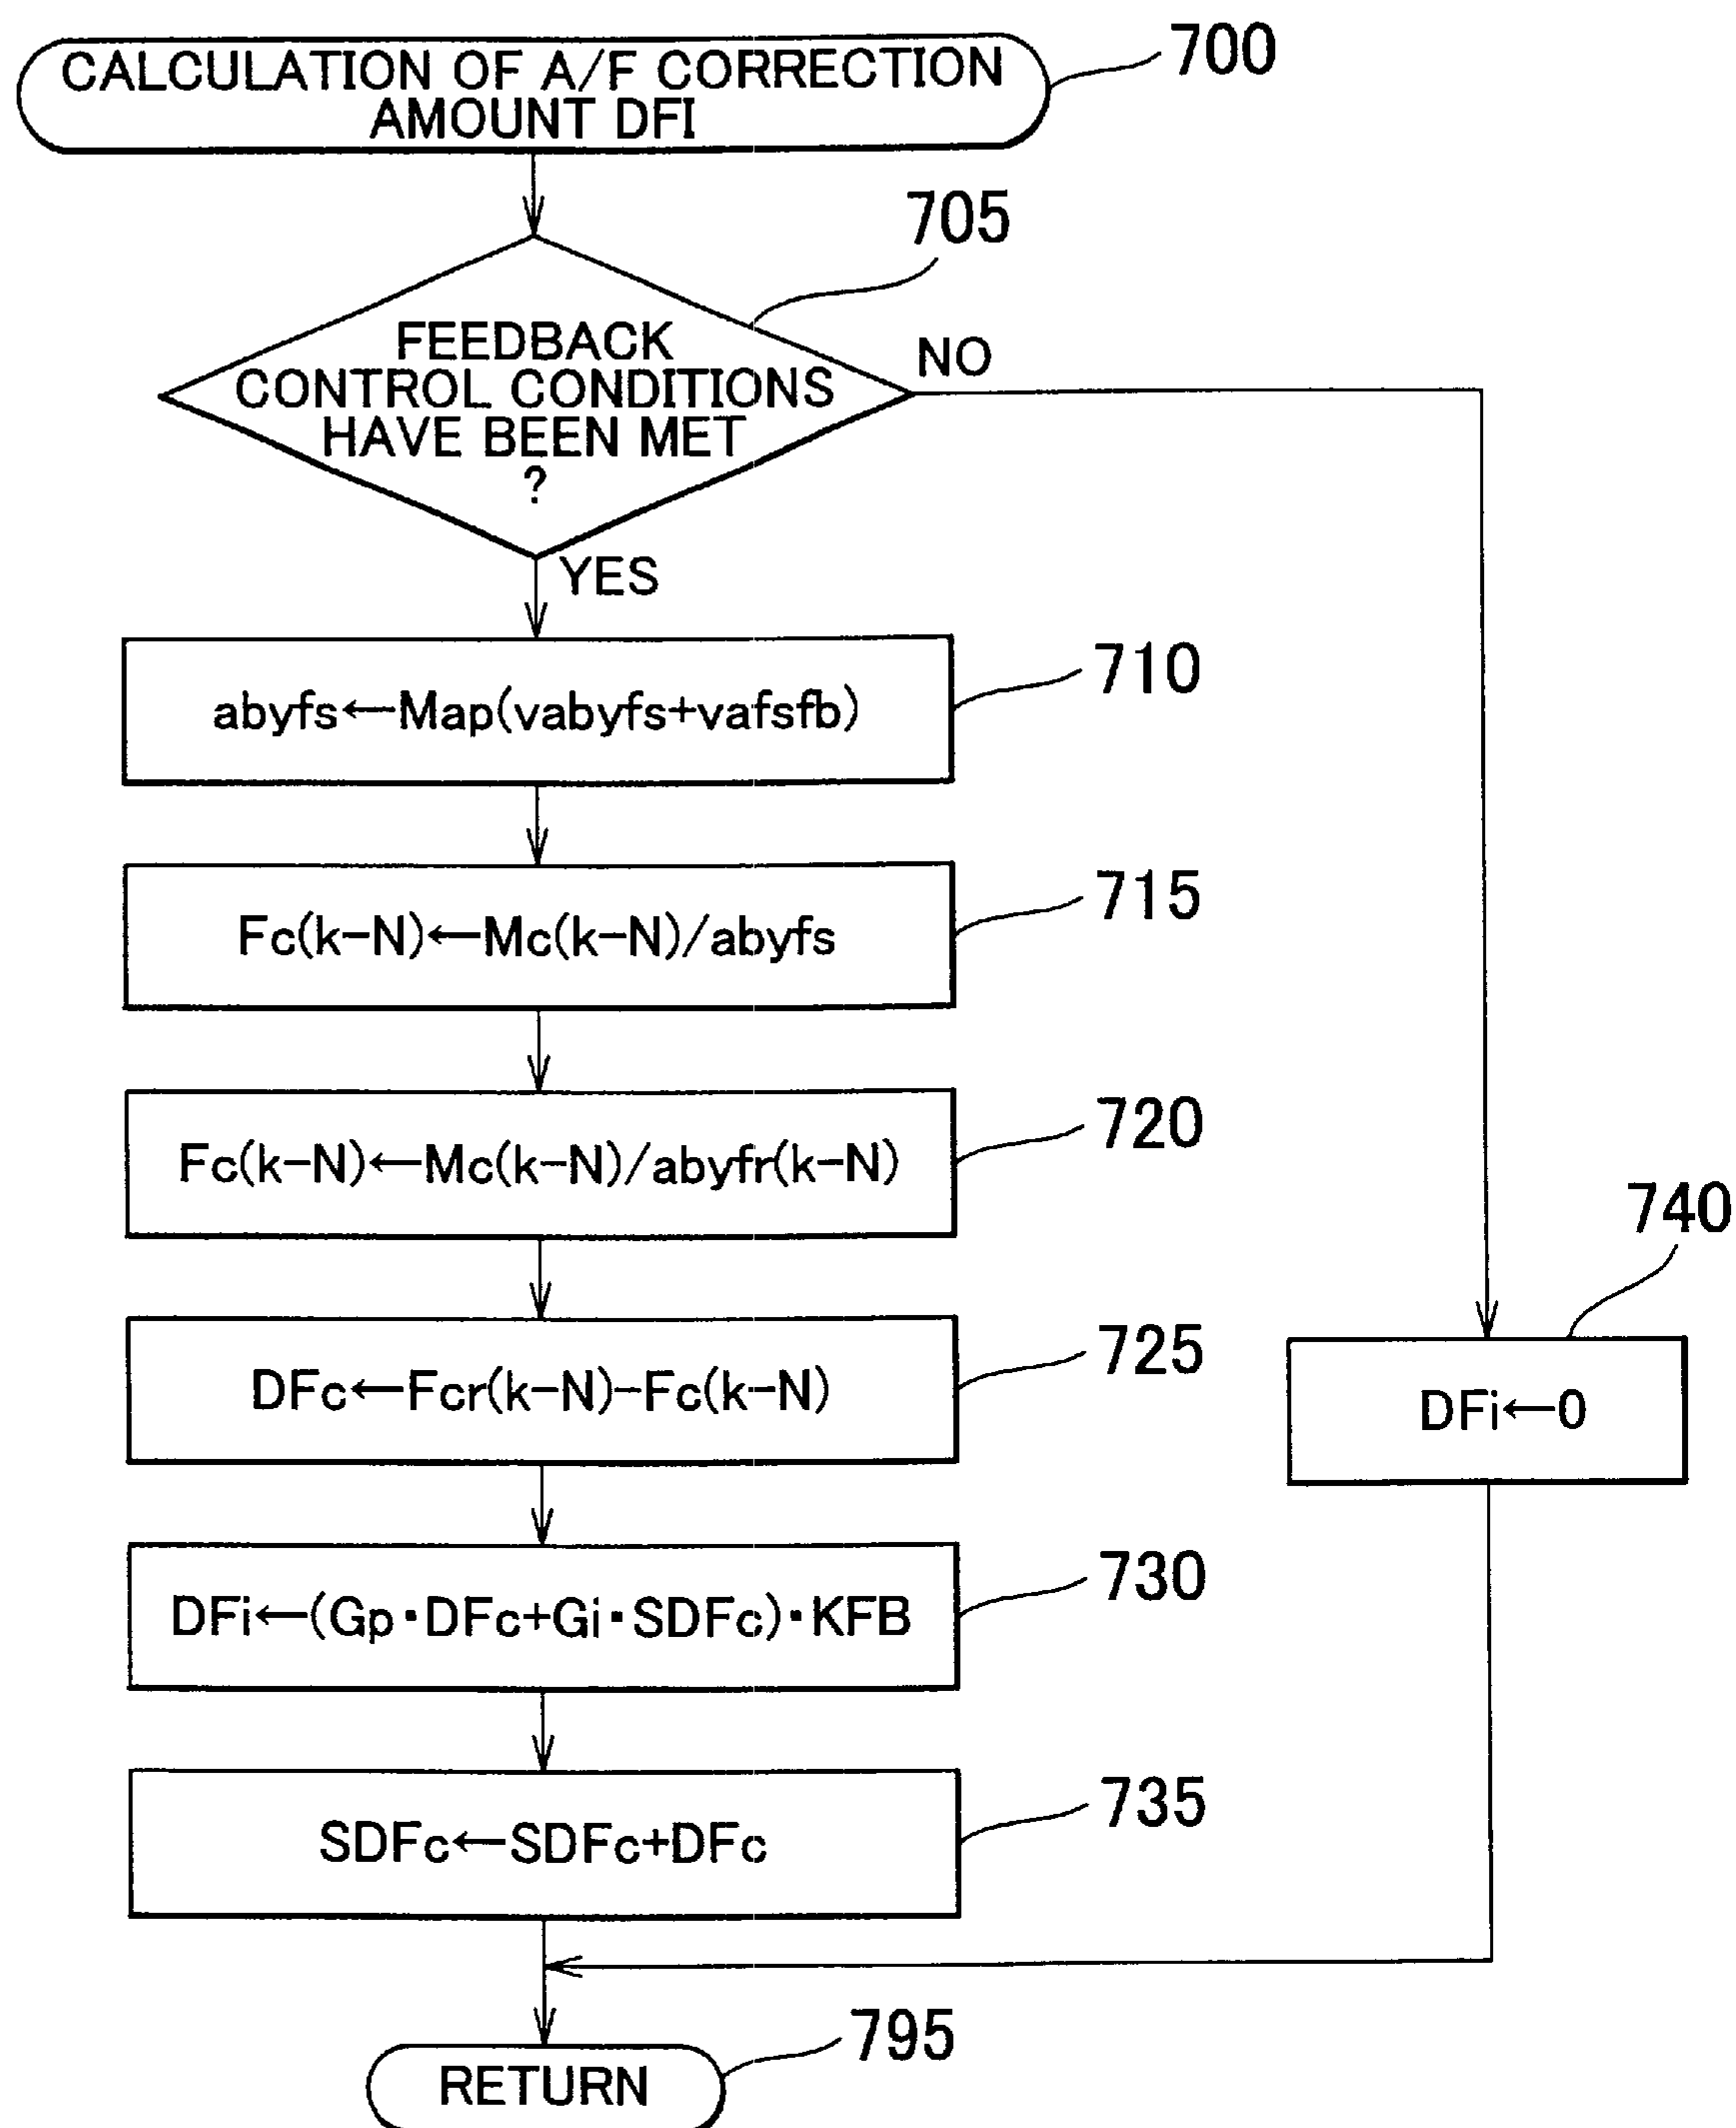 CALCULATION OF A/F CORRECTION
AMOUNT DFI
700
705
FEEDBACK
CONTROL CONDITIONS
HAVE BEEN MET
?
NO
YES
abyfs←Map(vabyfs+vafsfb)
710
Fc(k-N)←Mc(k-N)/abyfs
715
Fc(k-N)←Mc(k-N)/abyfr(k-N)
720
740
DFc←Fcr(k-N)-Fc(k-N)
725
DFi←0
DFi←(Gp·DFc+Gi·SDFc)·KFB
730
SDFc←SDFc+DFc
735
RETURN
795